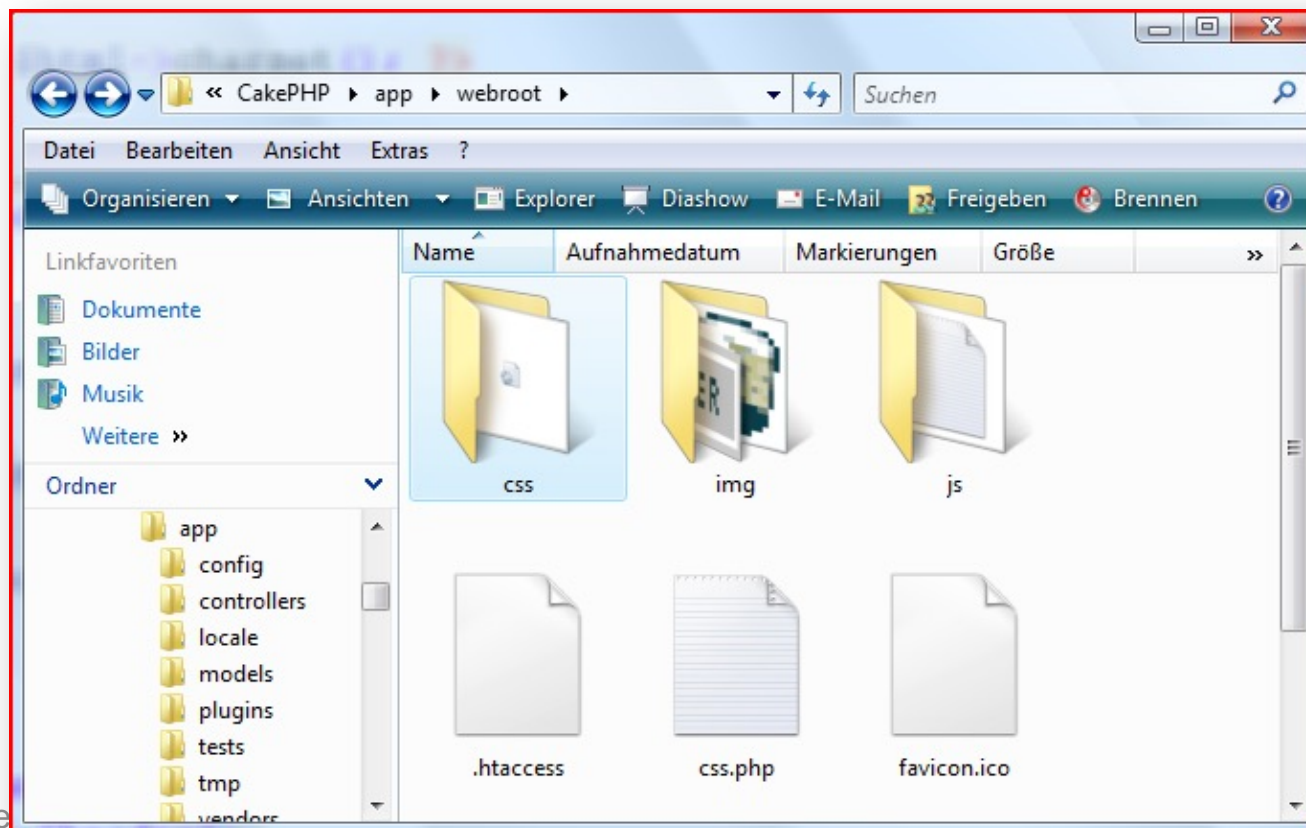 « CakePHP ▸ app ▸ webroot ▸ Suchen
Datei Bearbeiten Ansicht Extras ?
Organisieren Ansichten Explorer Diashow E-Mail Freigeben Brennen
Linkfavoriten
Dokumente
Bilder
Musik
Weitere »
Ordner
app
config
controllers
locale
models
plugins
tests
tmp
vendors
Name Aufnahmedatum Markierungen Größe »
css img js
.htaccess css.php favicon.ico